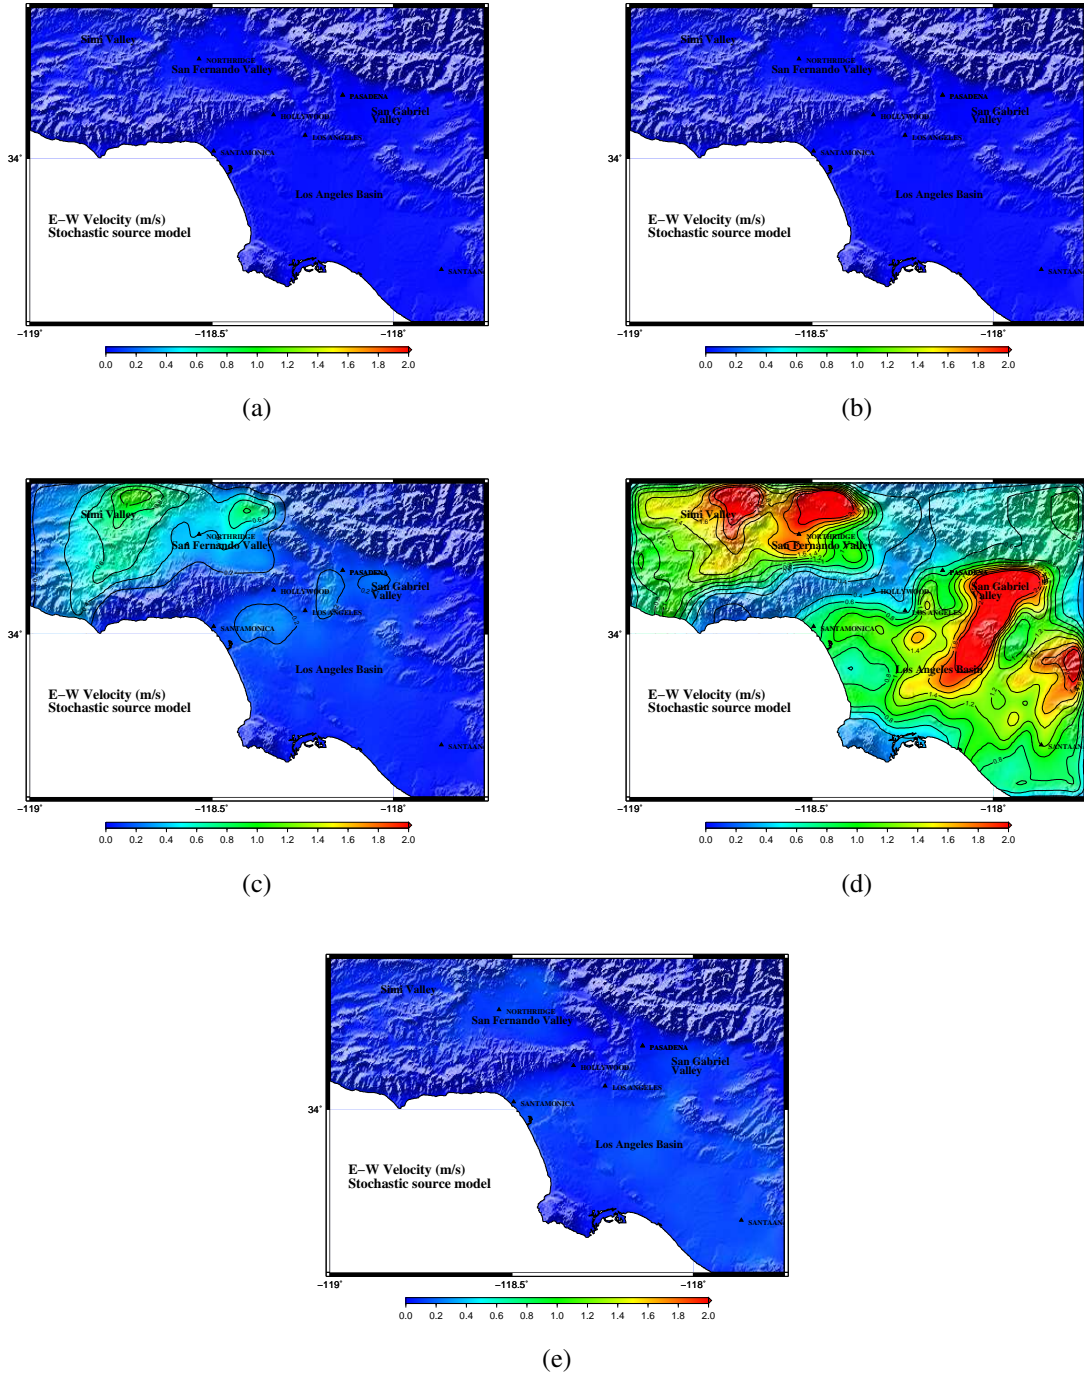 Simi Valley
NORTHRIDGE
San Fernando Valley
PASADENA
San Gabriel
Valley
HOLLYWOOD
LOS ANGELES
SANTAMONICA
34°
Los Angeles Basin
E−W Velocity (m/s)
Stochastic source model
SANTAAN
−119° −118.5° −118°
0.0 0.2 0.4 0.6 0.8 1.0 1.2 1.4 1.6 1.8 2.0
(a)
Simi Valley
NORTHRIDGE
San Fernando Valley
PASADENA
San Gabriel
Valley
HOLLYWOOD
LOS ANGELES
SANTAMONICA
34°
Los Angeles Basin
E−W Velocity (m/s)
Stochastic source model
SANTAAN
−119° −118.5° −118°
0.0 0.2 0.4 0.6 0.8 1.0 1.2 1.4 1.6 1.8 2.0
(b)
Simi Valley
NORTHRIDGE
San Fernando Valley
PASADENA
San Gabriel
Valley
HOLLYWOOD
LOS ANGELES
SANTAMONICA
34°
Los Angeles Basin
E−W Velocity (m/s)
Stochastic source model
SANTAAN
−119° −118.5° −118°
0.0 0.2 0.4 0.6 0.8 1.0 1.2 1.4 1.6 1.8 2.0
(c)
Simi Valley
NORTHRIDGE
San Fernando Valley
PASADENA
San Gabriel
Valley
HOLLYWOOD
LOS ANGELES
SANTAMONICA
34°
Los Angeles Basin
E−W Velocity (m/s)
Stochastic source model
SANTAAN
−119° −118.5° −118°
0.0 0.2 0.4 0.6 0.8 1.0 1.2 1.4 1.6 1.8 2.0
(d)
Simi Valley
NORTHRIDGE
San Fernando Valley
PASADENA
San Gabriel
Valley
HOLLYWOOD
LOS ANGELES
SANTAMONICA
34°
Los Angeles Basin
E−W Velocity (m/s)
Stochastic source model
SANTAAN
−119° −118.5° −118°
0.0 0.2 0.4 0.6 0.8 1.0 1.2 1.4 1.6 1.8 2.0
(e)